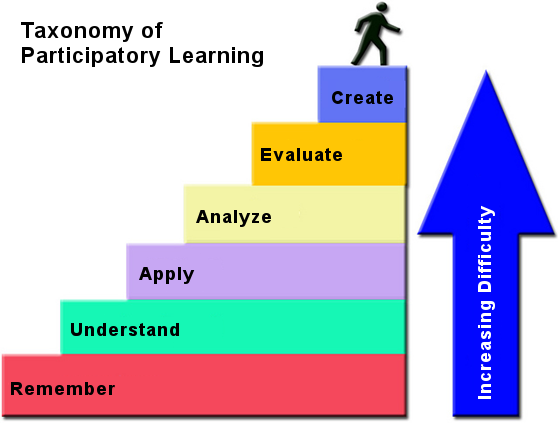 Taxonomy of
Participatory Learning
Create
Evaluate
Analyze
Apply
Understand
Remember
Increasing Difficulty